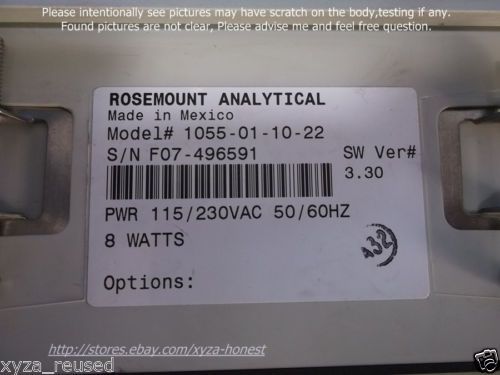 Please intentionally see pictures may have scratch on the body,testing if any.
Found pictures are not clear, Please advise me and feel free question.
ROSEMOUNT ANALYTICAL
Made in Mexico
Model# 1055-01-10-22
S/N F07-496591
SW Ver#
3.30
PWR 115/230VAC 50/60HZ
8 WATTS
432
Options:
http://stores.ebay.com/xyza-honest
xyza_reused